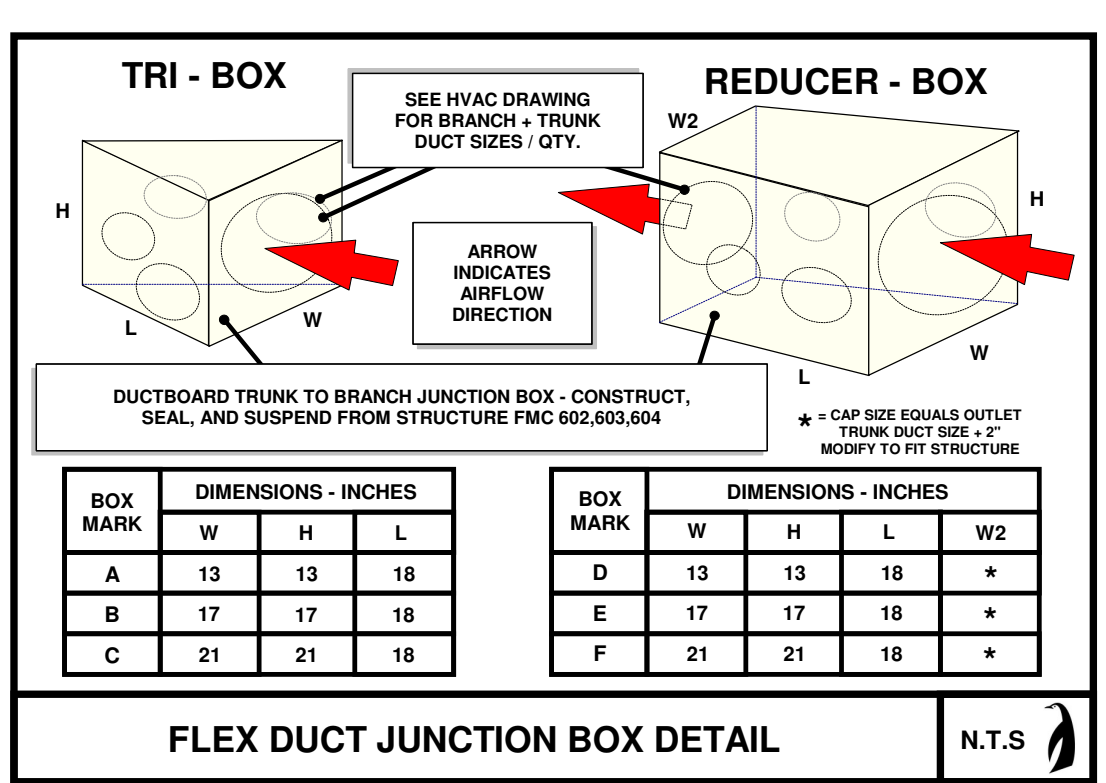 TRI - BOX
REDUCER - BOX
SEE HVAC DRAWING
FOR BRANCH + TRUNK
DUCT SIZES / QTY.
W2
H
H
ARROW
INDICATES
AIRFLOW
DIRECTION
L
W
W
L
DUCTBOARD TRUNK TO BRANCH JUNCTION BOX - CONSTRUCT,
SEAL, AND SUSPEND FROM STRUCTURE FMC 602,603,604
* = CAP SIZE EQUALS OUTLET
TRUNK DUCT SIZE + 2"
MODIFY TO FIT STRUCTURE
BOX
MARK
DIMENSIONS - INCHES
W H L
A 13 13 18
B 17 17 18
C 21 21 18
BOX
MARK
DIMENSIONS - INCHES
W H L W2
D 13 13 18 *
E 17 17 18 *
F 21 21 18 *
FLEX DUCT JUNCTION BOX DETAIL
N.T.S